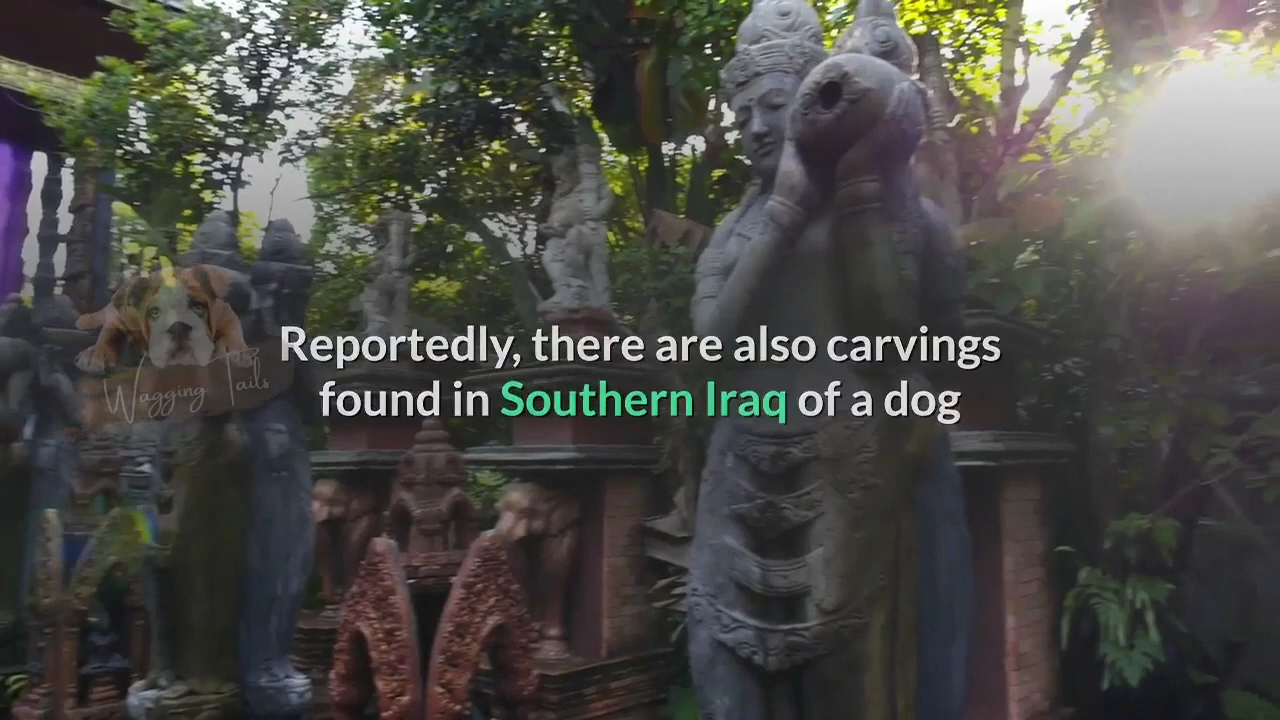 Reportedly, there are also carvings
found in Southern Iraq of a dog
Wagging Tails